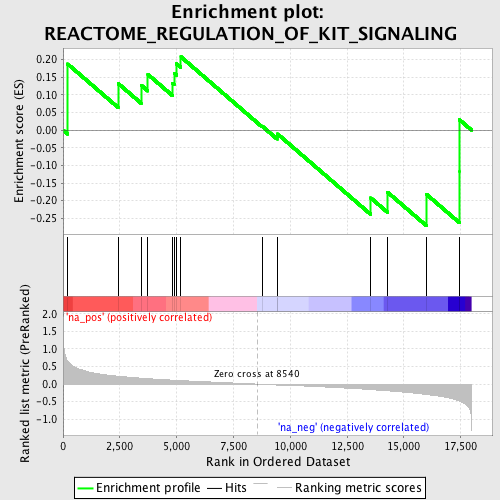 Enrichment plot:
REACTOME_REGULATION_OF_KIT_SIGNALING
Enrichment score (ES)
0.20
0.15
0.10
0.05
0.00
-0.05
-0.10
-0.15
-0.20
-0.25
'na_pos' (positively correlated)
Ranked list metric (PreRanked)
2.0
1.5
1.0
0.5
0.0
-0.5
-1.0
Zero cross at 8540
'na_neg' (negatively correlated)
0 2,500 5,000 7,500 10,000 12,500 15,000 17,500
Rank in Ordered Dataset
Enrichment profile Hits Ranking metric scores